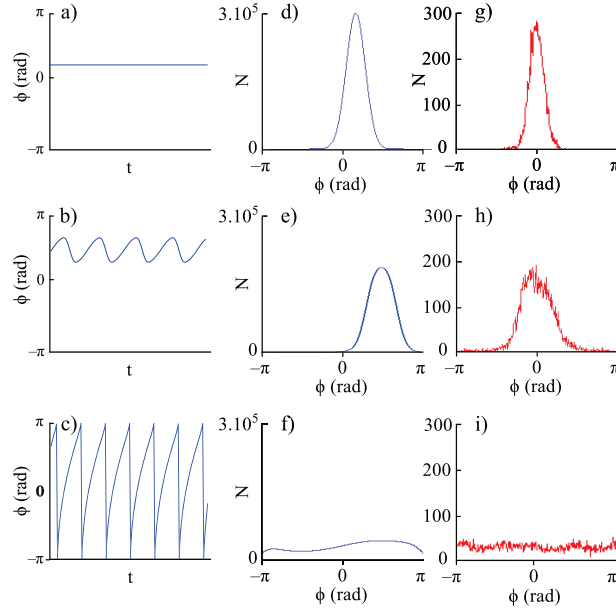 a) d) g)
π 3.10⁵ 300
ϕ (rad) N N 200
0 100
−π 0 0
t −π 0 π −π 0 π
ϕ (rad) ϕ (rad)
b) e) h)
π 3.10⁵ 300
ϕ (rad) N 200
0 100
−π 0 0
t −π 0 π −π 0 π
ϕ (rad) ϕ (rad)
c) f) i)
π 3.10⁵ 300
ϕ (rad) N 200
0 100
−π 0 0
t −π 0 π −π 0 π
ϕ (rad) ϕ (rad)